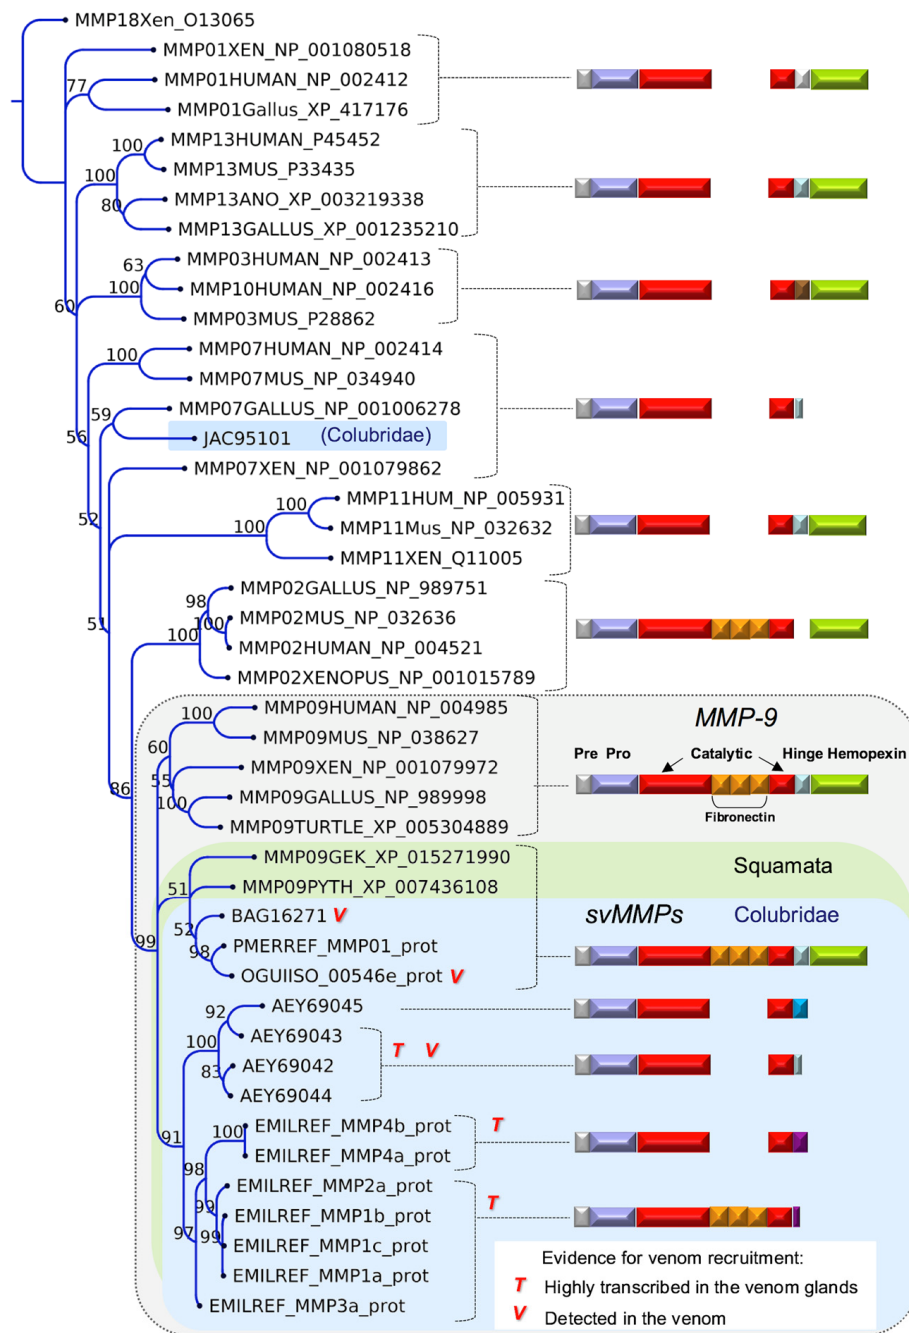 MMP18Xen_O13065
MMP01XEN_NP_001080518
77
MMP01HUMAN_NP_002412
MMP01Gallus_XP_417176
MMP13HUMAN_P45452
100
MMP13MUS_P33435
100
MMP13ANO_XP_003219338
80
MMP13GALLUS_XP_001235210
MMP03HUMAN_NP_002413
63
MMP10HUMAN_NP_002416
100
60
MMP03MUS_P28862
MMP07HUMAN_NP_002414
100
MMP07MUS_NP_034940
MMP07GALLUS_NP_001006278
59
56
JAC95101 (Colubridae)
MMP07XEN_NP_001079862
MMP11HUM_NP_005931
100
52
100
MMP11Mus_NP_032632
MMP11XEN_Q11005
MMP02GALLUS_NP_989751
98
MMP02MUS_NP_032636
51
100
100
MMP02HUMAN_NP_004521
MMP02XENOPUS_NP_001015789
MMP09HUMAN_NP_004985
MMP-9
100
MMP09MUS_NP_038627
60
Pre Pro Catalytic Hinge Hemopexin
MMP09XEN_NP_001079972
55
86
MMP09GALLUS_NP_989998
100
Fibronectin
MMP09TURTLE_XP_005304889
MMP09GEK_XP_015271990
Squamata
51
MMP09PYTH_XP_007436108
BAG16271 V
svMMPs Colubridae
52
99
PMERREF_MMP01_prot
98
OGUIISO_00546e_prot V
AEY69045
92
AEY69043
100
T V
AEY69042
83
AEY69044
EMILREF_MMP4b_prot
T
100
91
EMILREF_MMP4a_prot
98
EMILREF_MMP2a_prot
T
99
EMILREF_MMP1b_prot
97
99
EMILREF_MMP1c_prot
EMILREF_MMP1a_prot
EMILREF_MMP3a_prot
Evidence for venom recruitment:
T Highly transcribed in the venom glands
V Detected in the venom